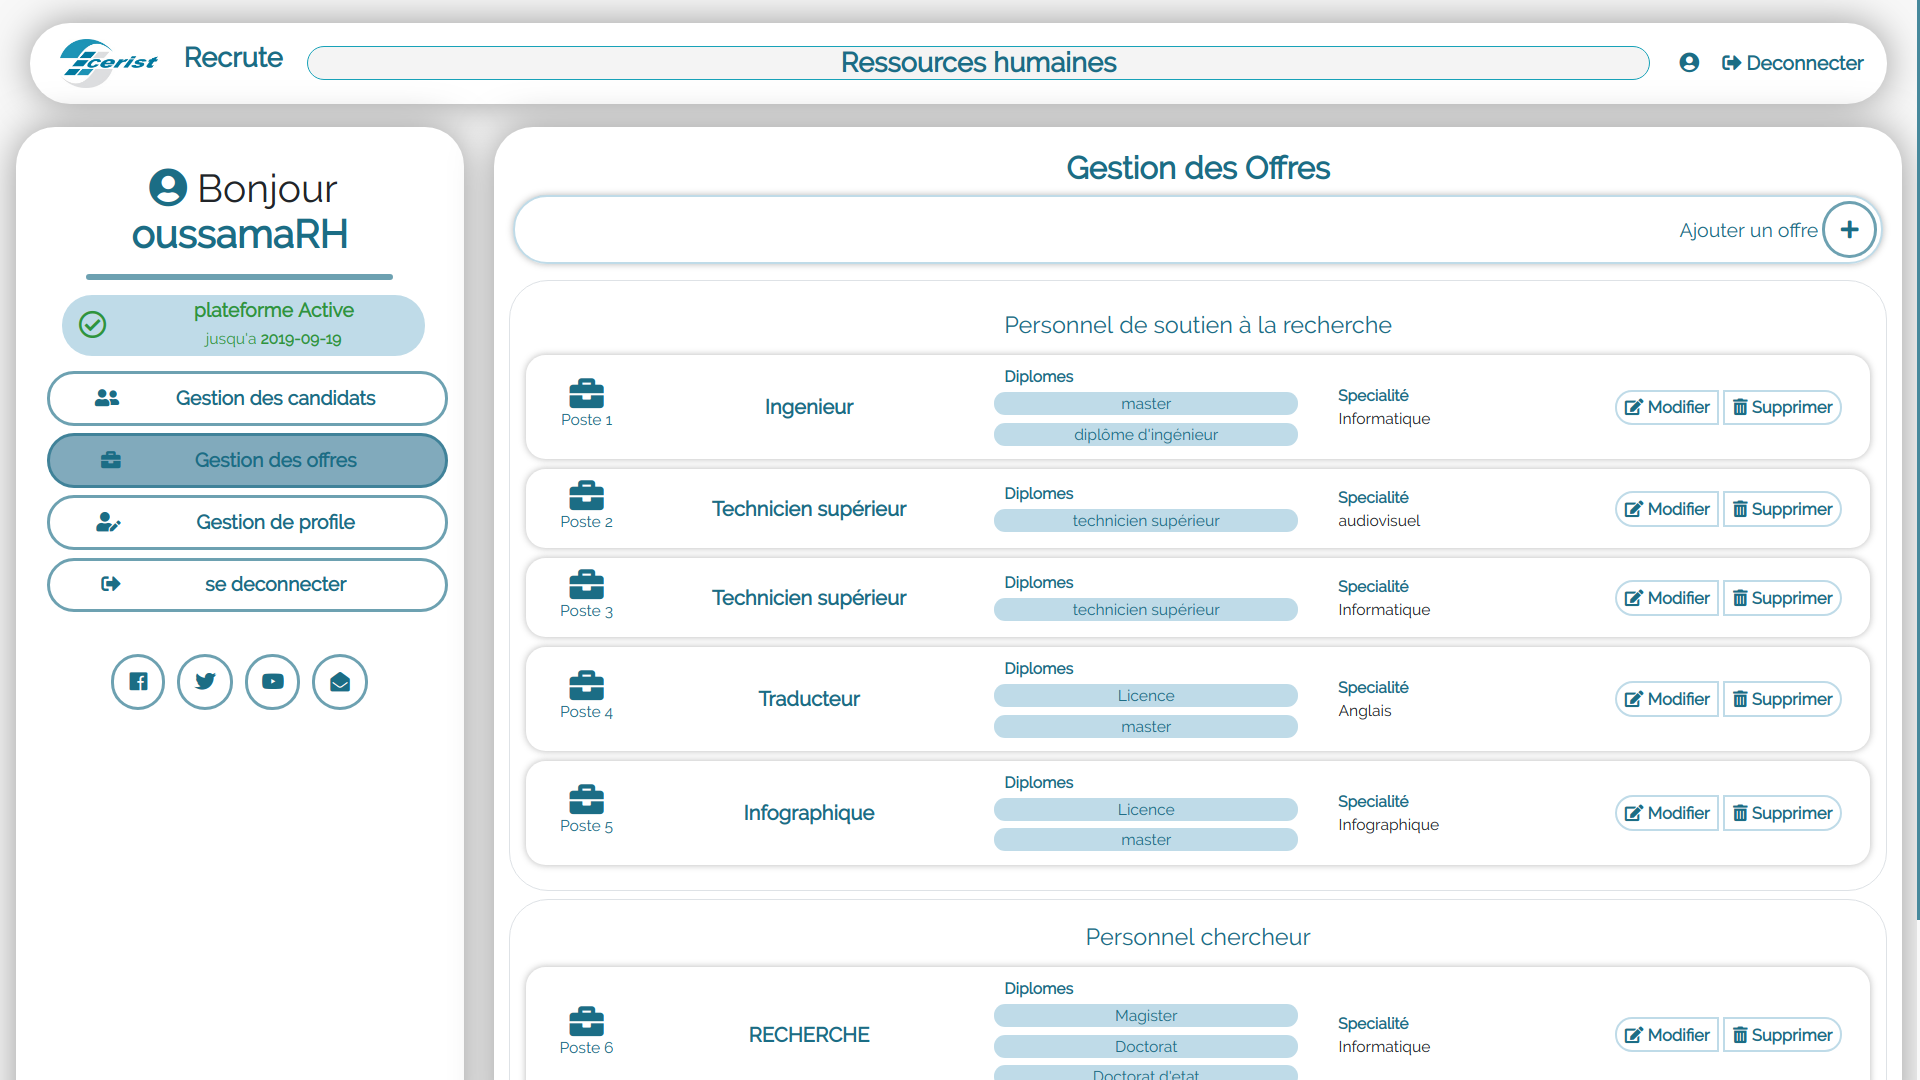 cerist
Recrute
Ressources humaines
Deconnecter
Bonjour
oussamaRH
plateforme Active
jusqu'a 2019-09-19
Gestion des candidats
Gestion des offres
Gestion de profile
se deconnecter
Gestion des Offres
Ajouter un offre
Personnel de soutien à la recherche
Poste 1
Ingenieur
Diplomes
master
diplôme d'ingénieur
Specialité
Informatique
Modifier
Supprimer
Poste 2
Technicien supérieur
Diplomes
technicien supérieur
Specialité
audiovisuel
Modifier
Supprimer
Poste 3
Technicien supérieur
Diplomes
technicien supérieur
Specialité
Informatique
Modifier
Supprimer
Poste 4
Traducteur
Diplomes
Licence
master
Specialité
Anglais
Modifier
Supprimer
Poste 5
Infographique
Diplomes
Licence
master
Specialité
Infographique
Modifier
Supprimer
Personnel chercheur
Poste 6
RECHERCHE
Diplomes
Magister
Doctorat
Doctorat d'etat
Specialité
Informatique
Modifier
Supprimer